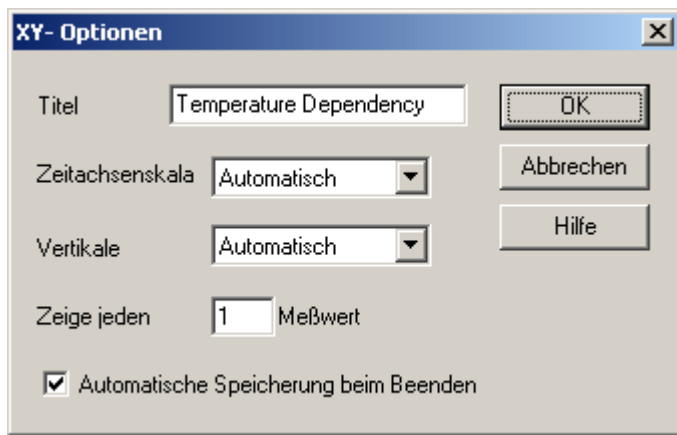 XY- Optionen
Titel Temperature Dependency OK
Zeitachsenskala Automatisch Abbrechen
Vertikale Automatisch Hilfe
Zeige jeden 1 Meßwert
Automatische Speicherung beim Beenden